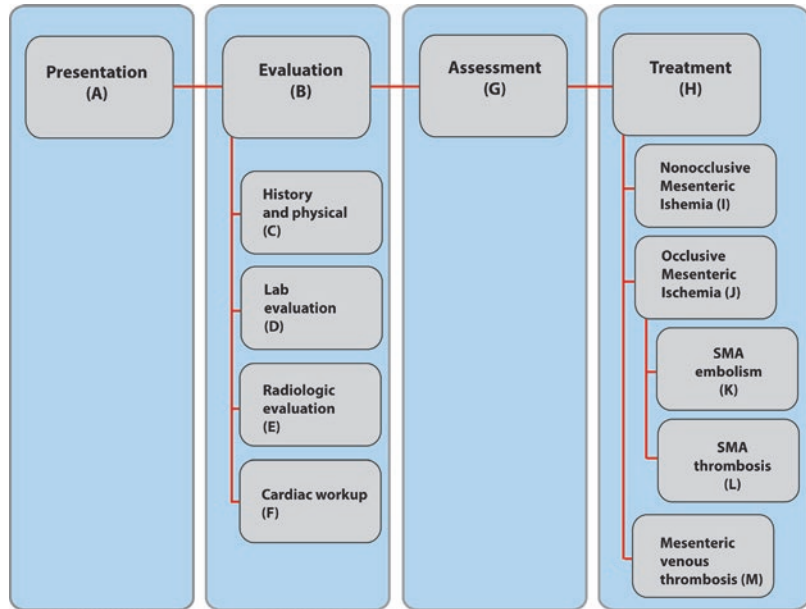 Presentation
(A)
Evaluation
(B)
History
and physical
(C)
Lab
evaluation
(D)
Radiologic
evaluation
(E)
Cardiac workup
(F)
Assessment
(G)
Treatment
(H)
Nonocclusive
Mesenteric
Ishemia (I)
Occlusive
Mesenteric
Ischemia (J)
SMA
embolism
(K)
SMA
thrombosis
(L)
Mesenteric
venous
thrombosis (M)